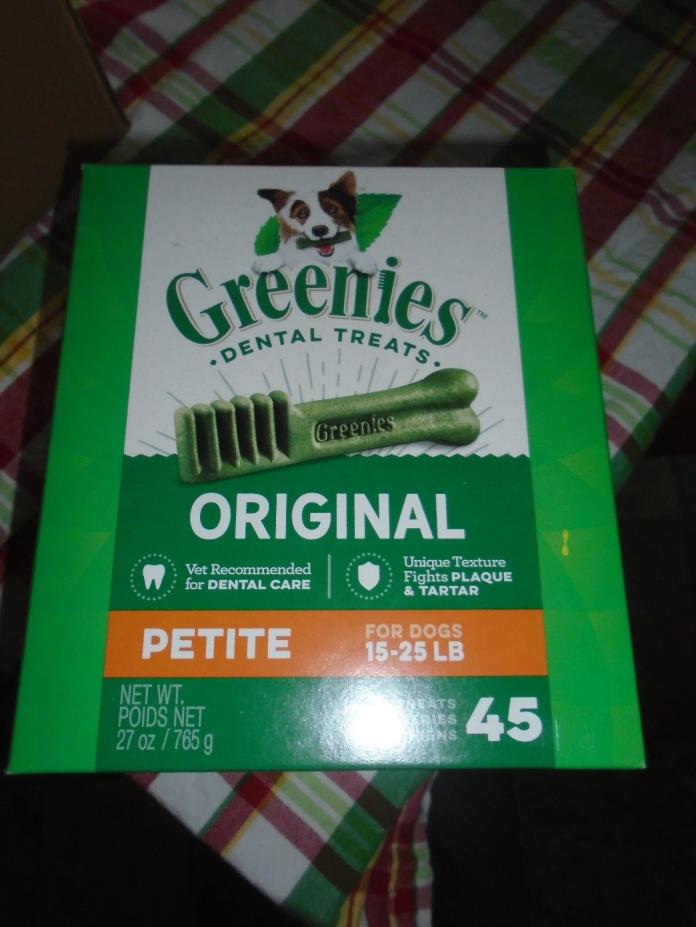 Greenies™
•DENTAL TREATS•
Greenies
ORIGINAL
Vet Recommended
for DENTAL CARE
Unique Texture
Fights PLAQUE
& TARTAR
PETITE
FOR DOGS
15-25 LB
NET WT.
POIDS NET
27 oz / 765 g
45